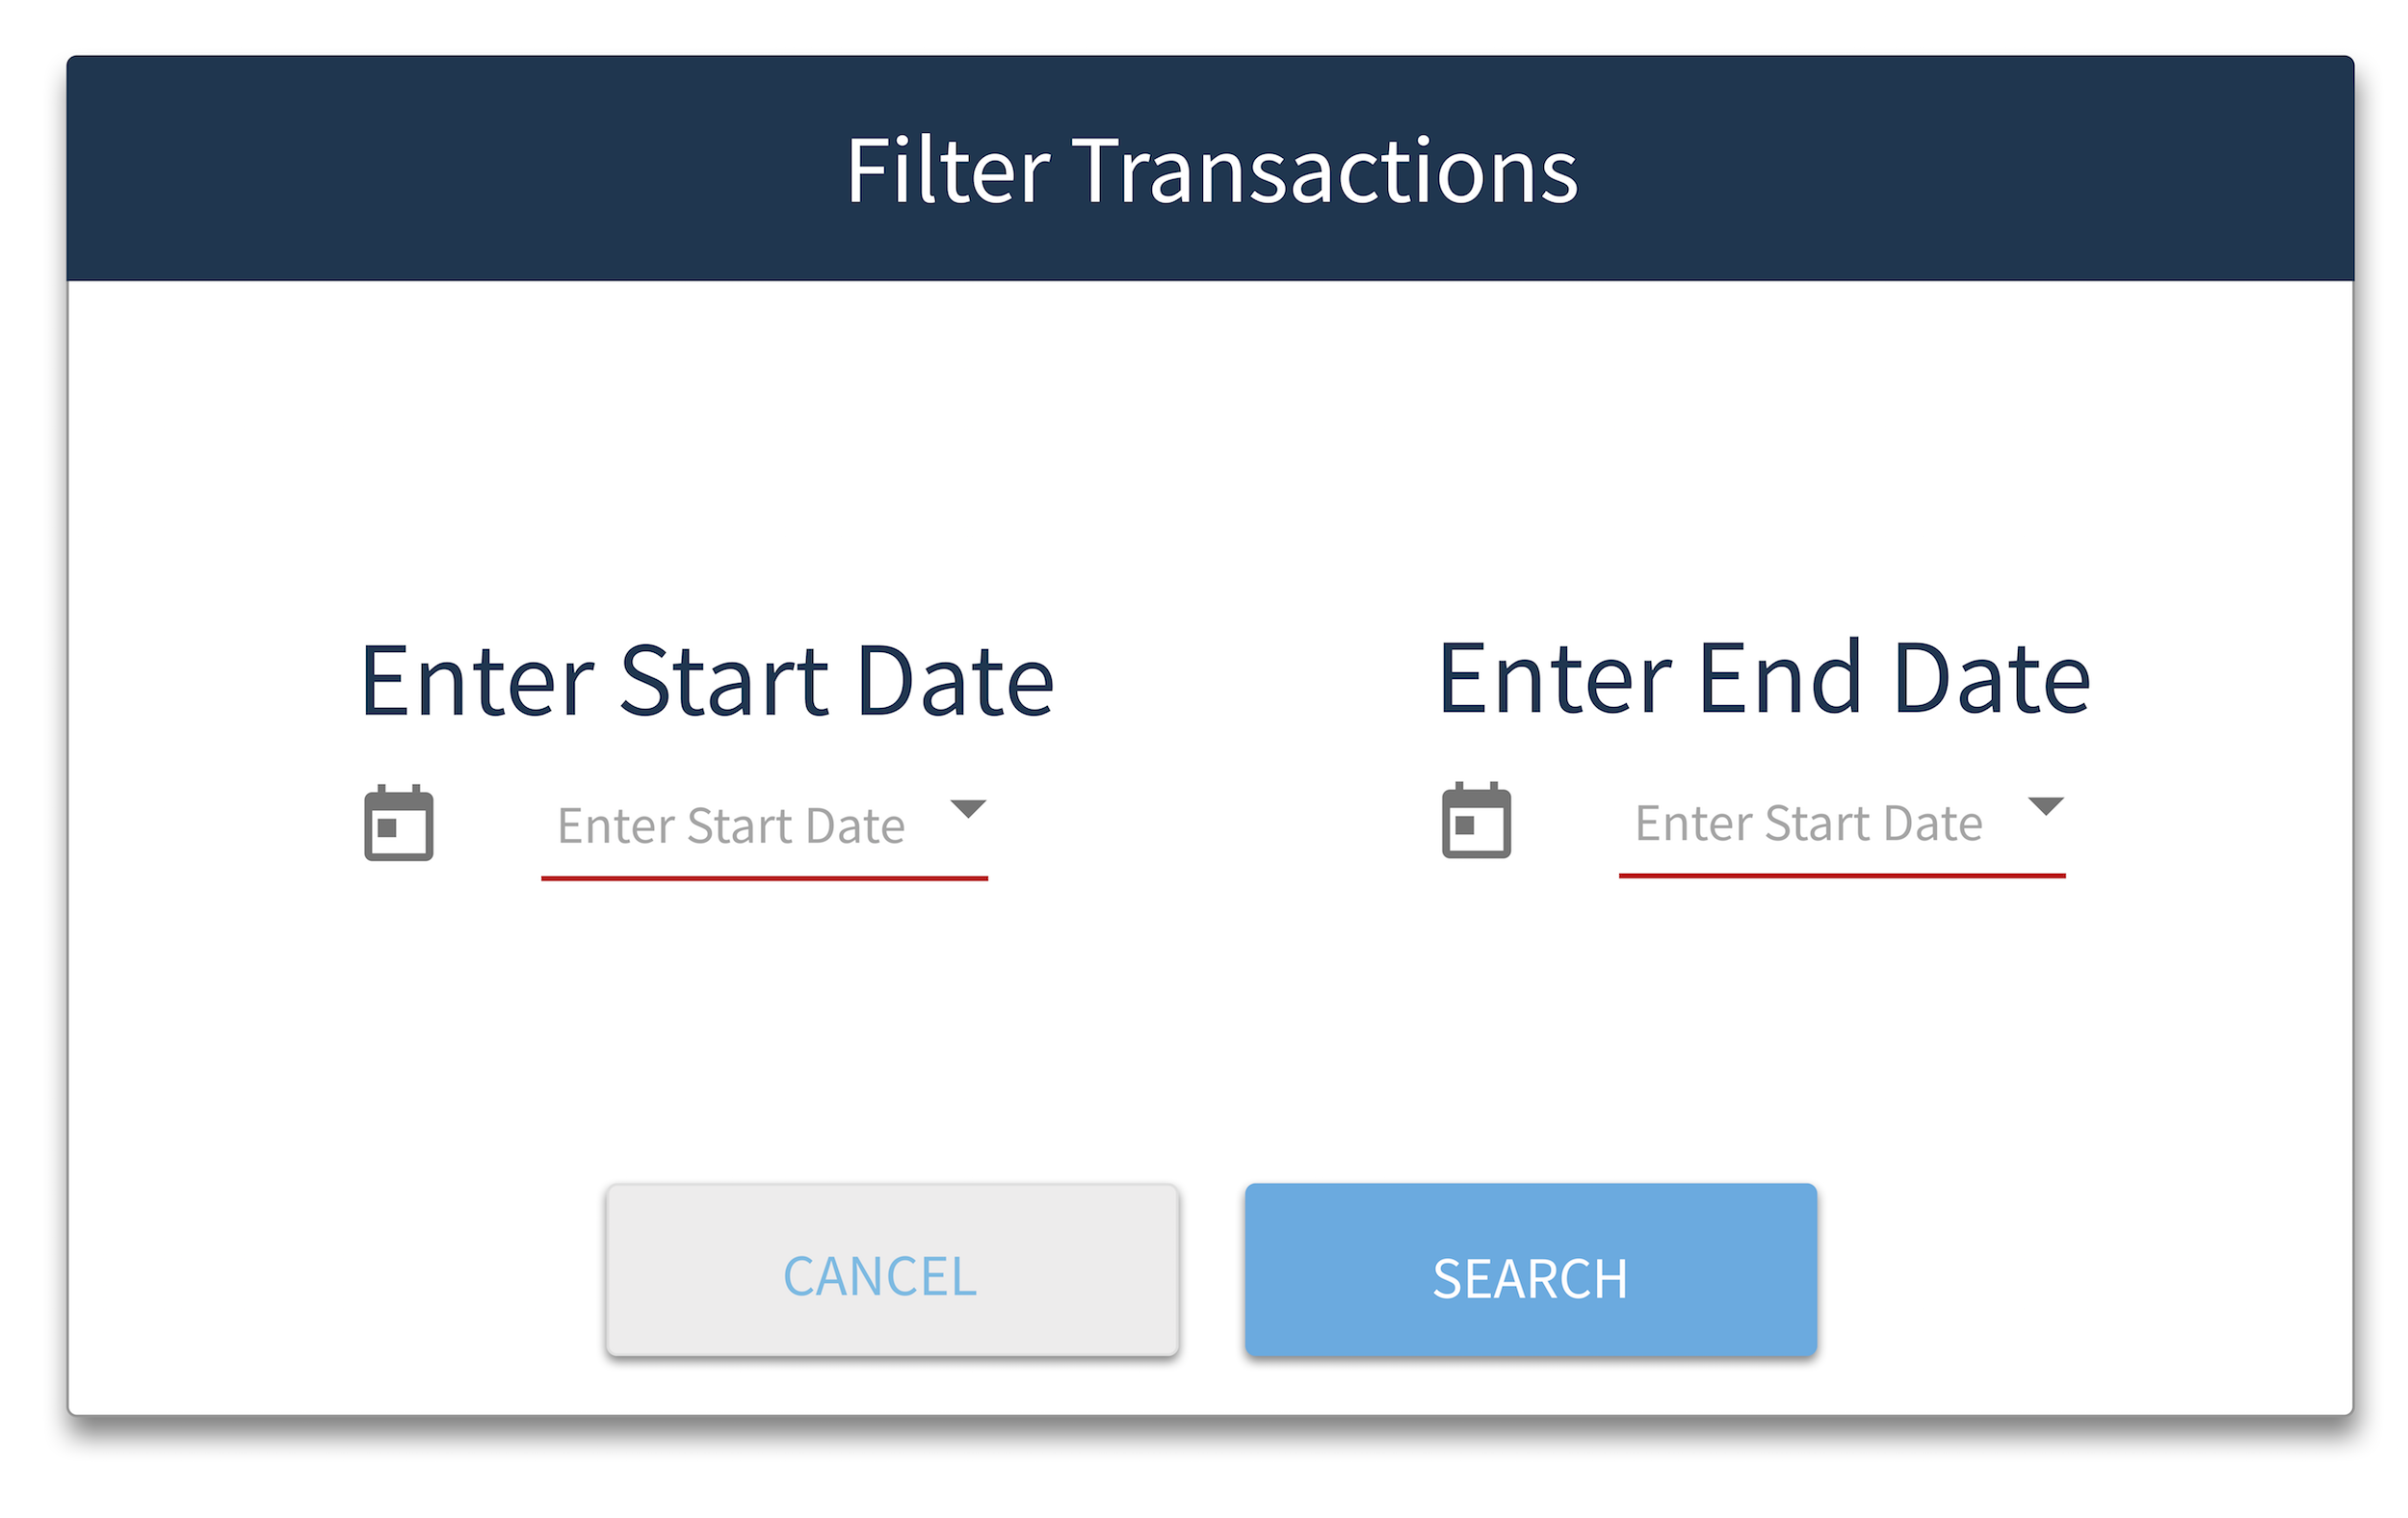 Filter Transactions
Enter Start Date
Enter Start Date
Enter End Date
Enter Start Date
CANCEL
SEARCH